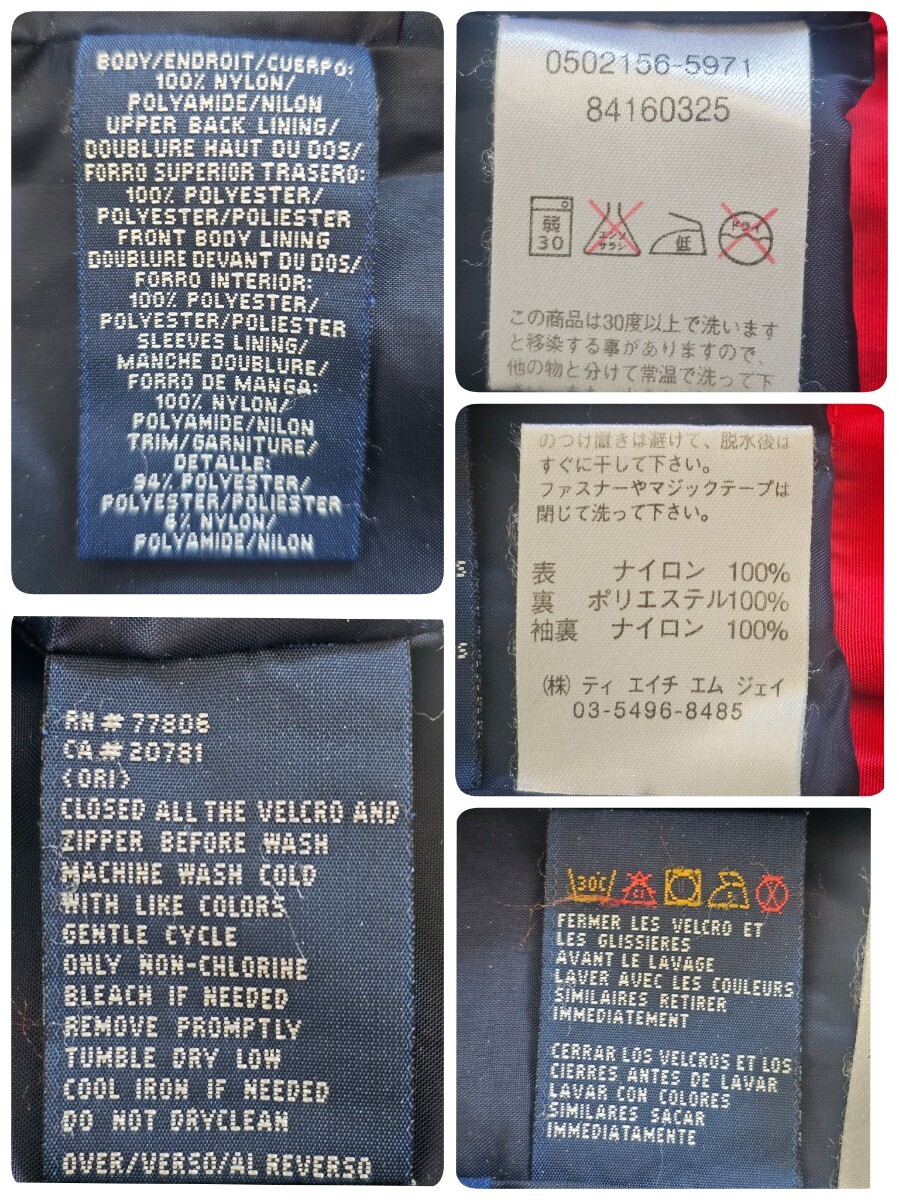 BODY/ENDROIT/CUERPO:
100% NYLON/
POLYAMIDE/NILON
UPPER BACK LINING/
DOUBLURE HAUT DU DOS/
FORRO SUPERIOR TRASERO:
100% POLYESTER/
POLYESTER/POLIESTER
FRONT BODY LINING
DOUBLURE DEVANT DU DOS/
FORRO INTERIOR:
100% POLYESTER/
POLYESTER/POLIESTER
SLEEVES LINING/
MANCHE DOUBLURE/
FORRO DE MANGA:
100% NYLON/
POLYAMIDE/NILON
TRIM/GARNITURE/
DETALLE:
94% POLYESTER/
POLYESTER/POLIESTER
6% NYLON/
POLYAMIDE/NILON
RN# 77806
CA# 20781
(ORI)
CLOSED ALL THE VELCRO AND
ZIPPER BEFORE WASH
MACHINE WASH COLD
WITH LIKE COLORS
GENTLE CYCLE
ONLY NON-CHLORINE
BLEACH IF NEEDED
REMOVE PROMPTLY
TUMBLE DRY LOW
COOL IRON IF NEEDED
DO NOT DRYCLEAN
OVER/VERSO/AL REVERSO
0502156-5971
84160325
弱
30
エンソ
サラシ
低
ドライ
この商品は30度以上で洗います
と移染する事がありますので、
他の物と分けて常温で洗って下
のつけ置きは避けて、脱水後は
すぐに干して下さい。
ファスナーやマジックテープは
閉じて洗って下さい。
表 ナイロン 100%
裏 ポリエステル100%
袖裏 ナイロン 100%
(株) ティ エイチ エム ジェイ
03-5496-8485
S
S
30°C
Cl
FERMER LES VELCRO ET
LES GLISSIERES
AVANT LE LAVAGE
LAVER AVEC LES COULEURS
SIMILAIRES RETIRER
IMMEDIATEMENT
CERRAR LOS VELCROS ET LOS
CIERRES ANTES DE LAVAR
LAVAR CON COLORES
SIMILARES SACAR
IMMEDIATAMENTE